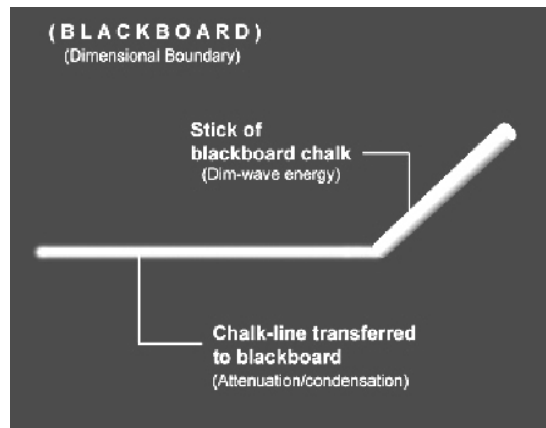 (BLACKBOARD)
(Dimensional Boundary)
Stick of
blackboard chalk
(Dim-wave energy)
Chalk-line transferred
to blackboard
(Attenuation/condensation)